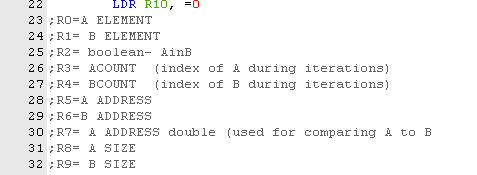 22 LDR R10, =0
23 ;R0=A ELEMENT
24 ;R1= B ELEMENT
25 ;R2= boolean- AinB
26 ;R3= ACOUNT (index of A during iterations)
27 ;R4= BCOUNT (index of B during iterations)
28 ;R5=A ADDRESS
29 ;R6=B ADDRESS
30 ;R7= A ADDRESS double (used for comparing A to B
31 ;R8= A SIZE
32 ;R9= B SIZE